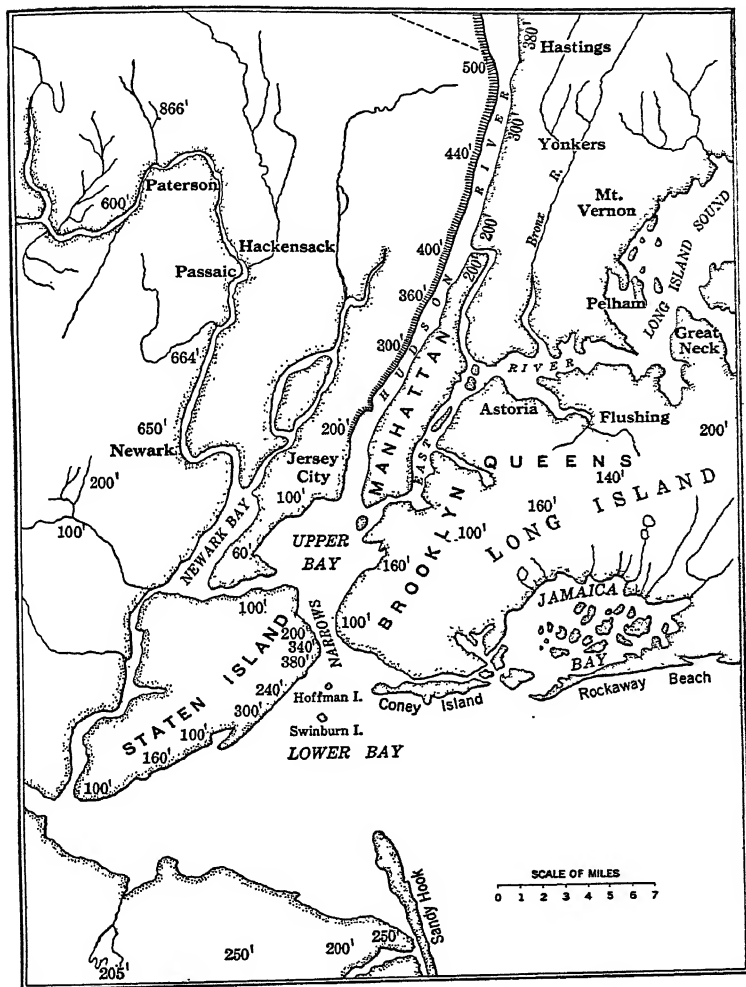 380'
Hastings
500'
866'
300'
RIVER
440'
Yonkers
Paterson
600'
Mt.
Vernon
Bronx R.
LONG ISLAND SOUND
Hackensack
Passaic
400'
200'
200'
360'
Pelham
HUDSON
300'
664'
Great
Neck
MANHATTAN
RIVER
EAST
Astoria
Flushing
200'
200'
650'
Newark
Jersey
City
QUEENS
140'
200'
100'
LONG ISLAND
160'
100'
100'
NEWARK BAY
UPPER
BAY
BROOKLYN
160'
60'
100'
JAMAICA
BAY
100'
NARROWS
200'
340'
380'
STATEN ISLAND
240'
Hoffman I.
Coney Island
Rockaway Beach
300'
Swinburn I.
100'
160'
LOWER BAY
100'
SCALE OF MILES
0 1 2 3 4 5 6 7
Sandy Hook
250'
200'
250'
205'